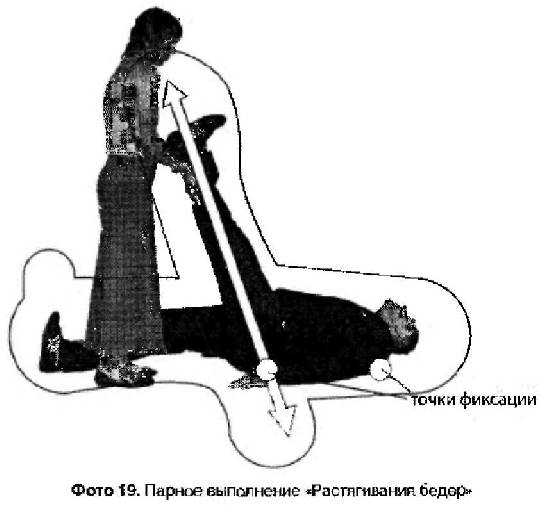 точки фиксации
Фото 19. Парное выполнение «Растягивания бедер»